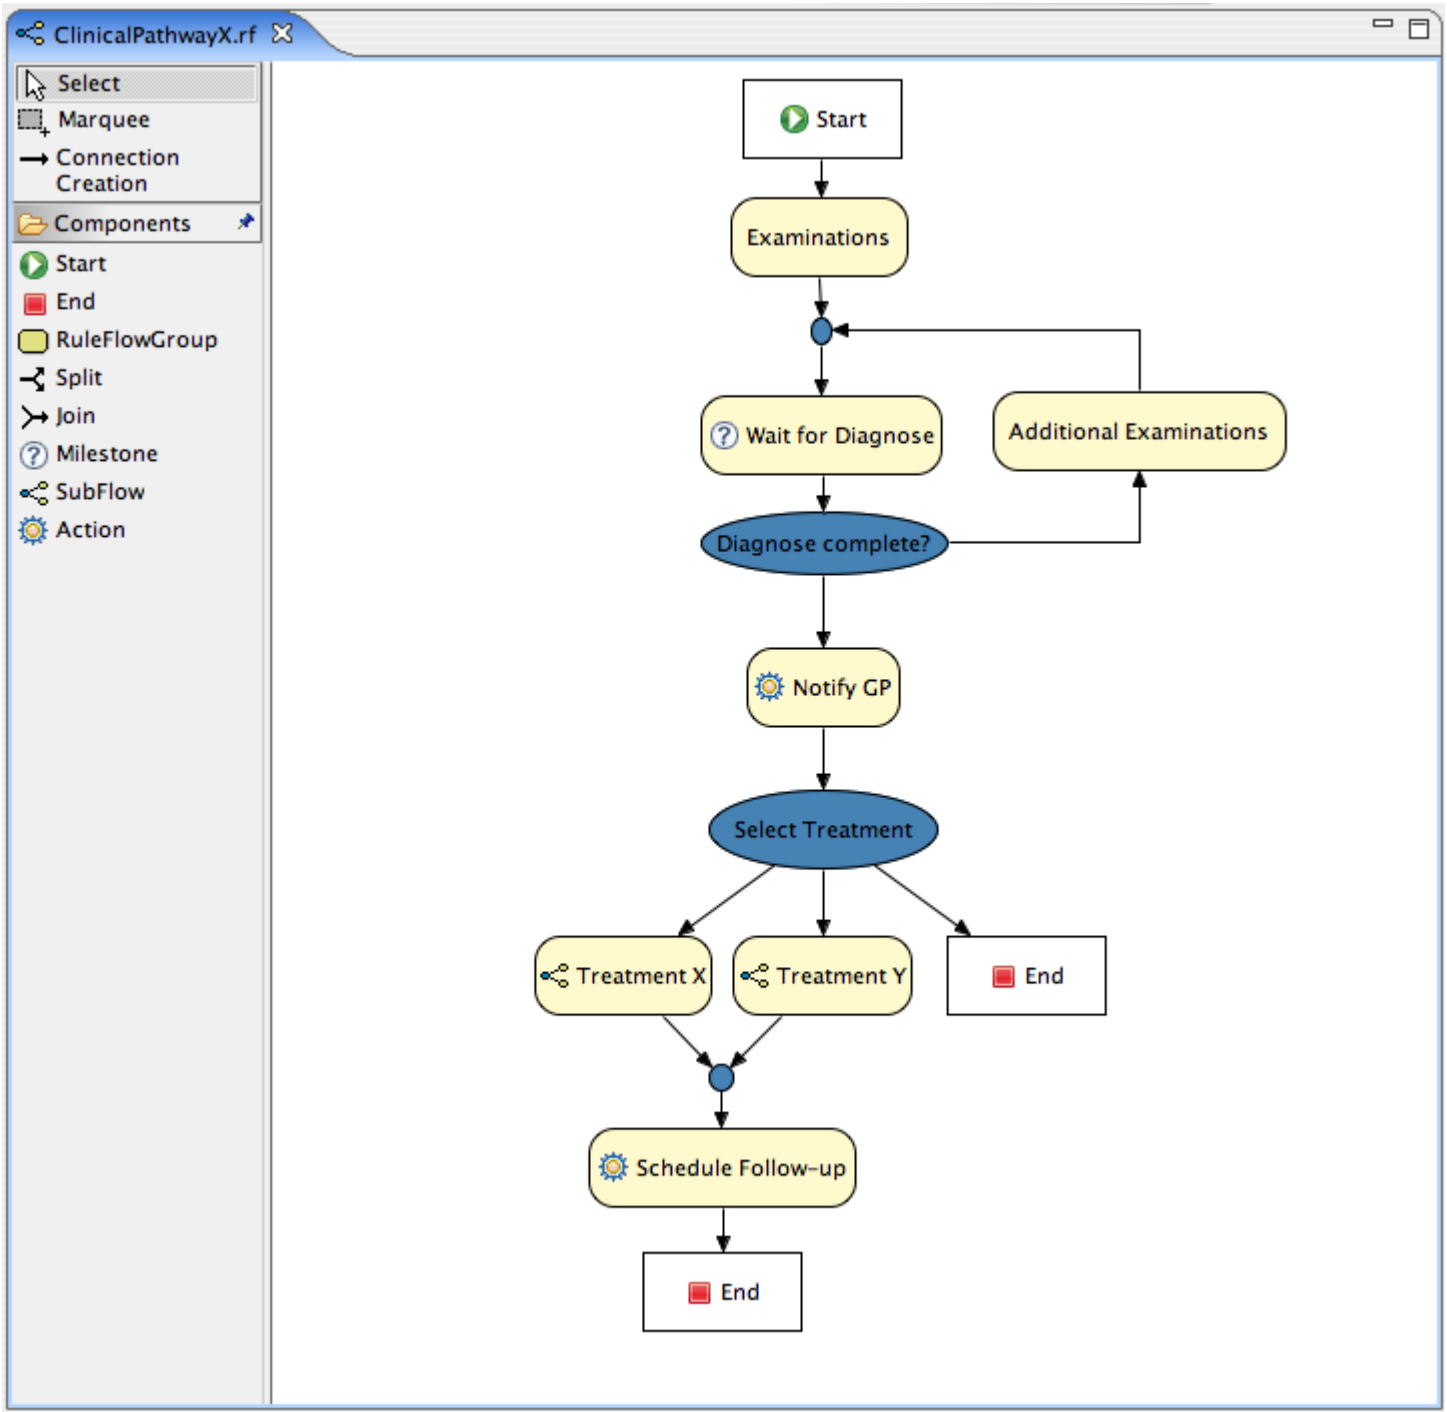 ClinicalPathwayX.rf
Select
Marquee
Connection
Creation
Components
Start
End
RuleFlowGroup
Split
Join
Milestone
SubFlow
Action
Start
Examinations
Wait for Diagnose
Additional Examinations
Diagnose complete?
Notify GP
Select Treatment
Treatment X
Treatment Y
End
Schedule Follow-up
End